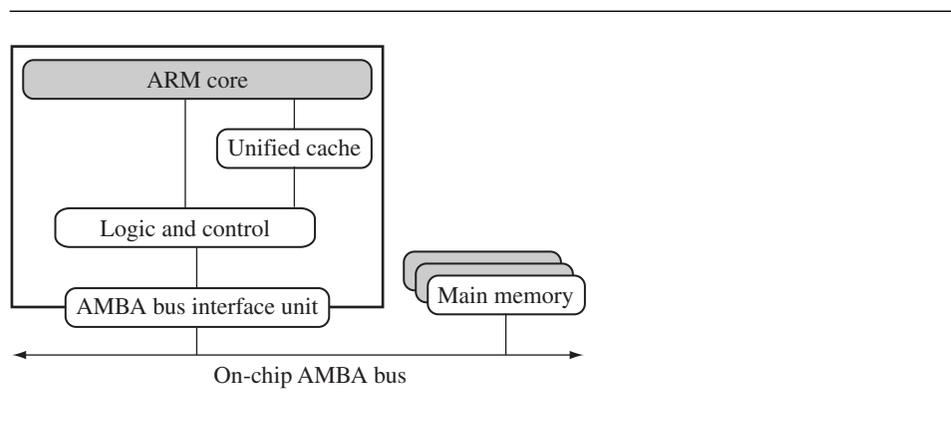 ARM core
Unified cache
Logic and control
Main memory
AMBA bus interface unit
On-chip AMBA bus